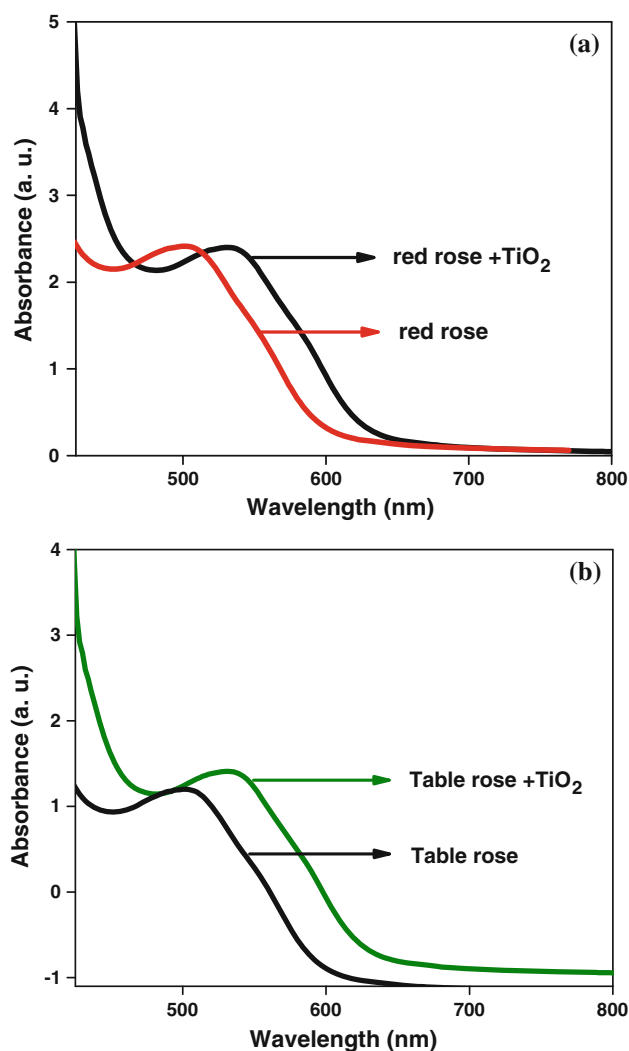 (a)
5
4
3
2
1
0
Absorbance (a. u.)
red rose +TiO₂
red rose
500 600 700 800
Wavelength (nm)
(b)
4
3
2
1
0
-1
Absorbance (a. u.)
Table rose +TiO₂
Table rose
500 600 700 800
Wavelength (nm)